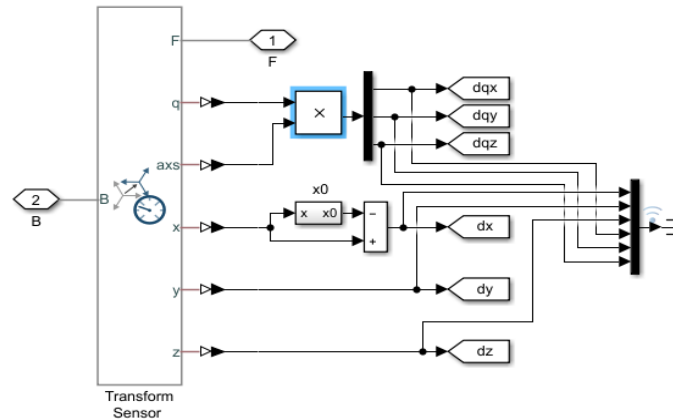 F
1
F
q
×
dqx
dqy
dqz
axs
2
B
B
x0
x
x x0
−
+
dx
y
dy
z
dz
Transform
Sensor